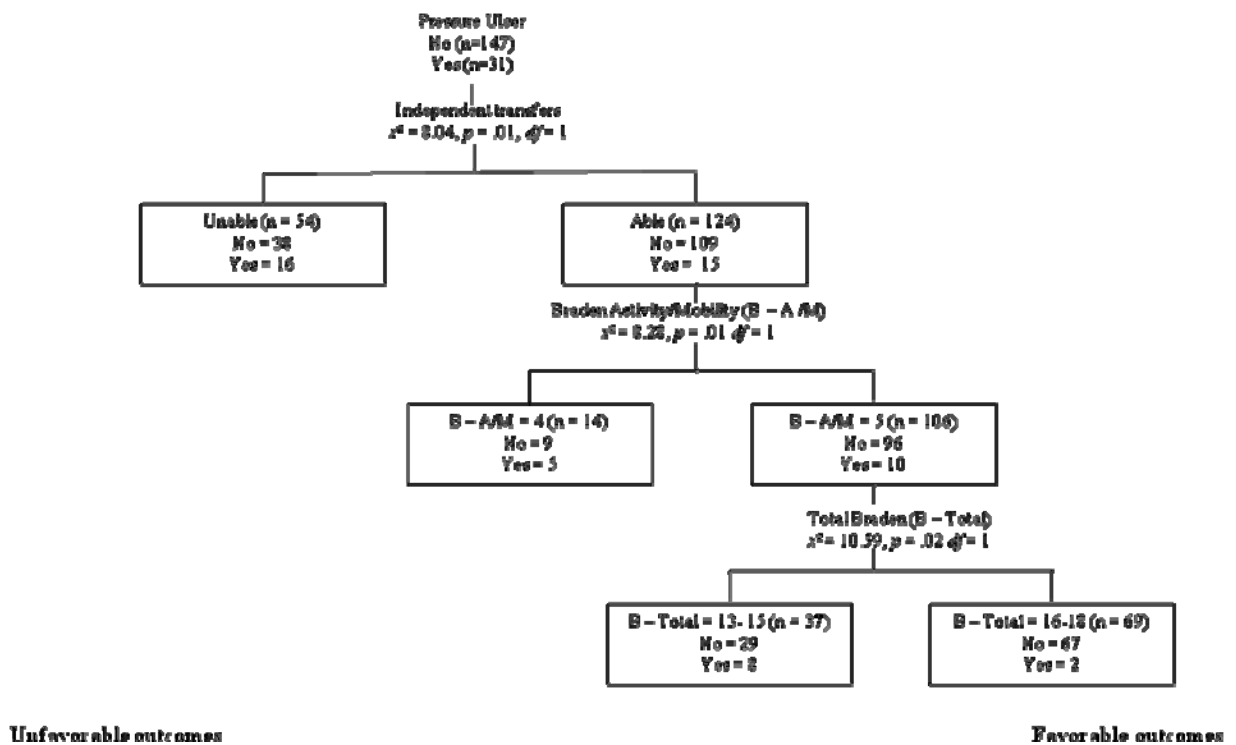 Pressure Ulcer
No (n=147)
Yes(n=31)
Independent transfers
x² = 8.04, p = .01, df = 1
Unable (n = 54)
No = 38
Yes = 16
Able (n = 124)
No = 109
Yes = 15
Braden Activity/Mobility (B – A /M)
x² = 8.28, p = .01 df = 1
B – A/M = 4 (n = 14)
No = 9
Yes = 5
B – A/M = 5 (n = 106)
No = 96
Yes = 10
Total Braden (B – Total)
x² = 10.59, p = .02 df = 1
B – Total = 13- 15 (n = 37)
No = 29
Yes = 8
B – Total = 16-18 (n = 69)
No = 67
Yes = 2
Unfavorable outcomes
Favorable outcomes